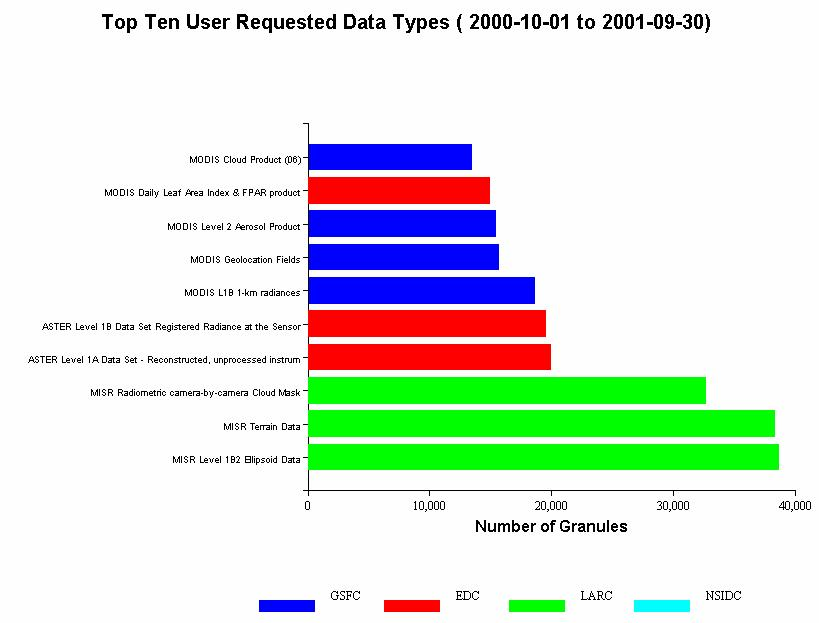 Top Ten User Requested Data Types ( 2000-10-01 to 2001-09-30)
MODIS Cloud Product (06)
MODIS Daily Leaf Area Index & FPAR product
MODIS Level 2 Aerosol Product
MODIS Geolocation Fields
MODIS L1B 1-km radiances
ASTER Level 1B Data Set Registered Radiance at the Sensor
ASTER Level 1A Data Set - Reconstructed, unprocessed instrum
MISR Radiometric camera-by-camera Cloud Mask
MISR Terrain Data
MISR Level 1B2 Ellipsoid Data
0 10,000 20,000 30,000 40,000
Number of Granules
GSFC EDC LARC NSIDC